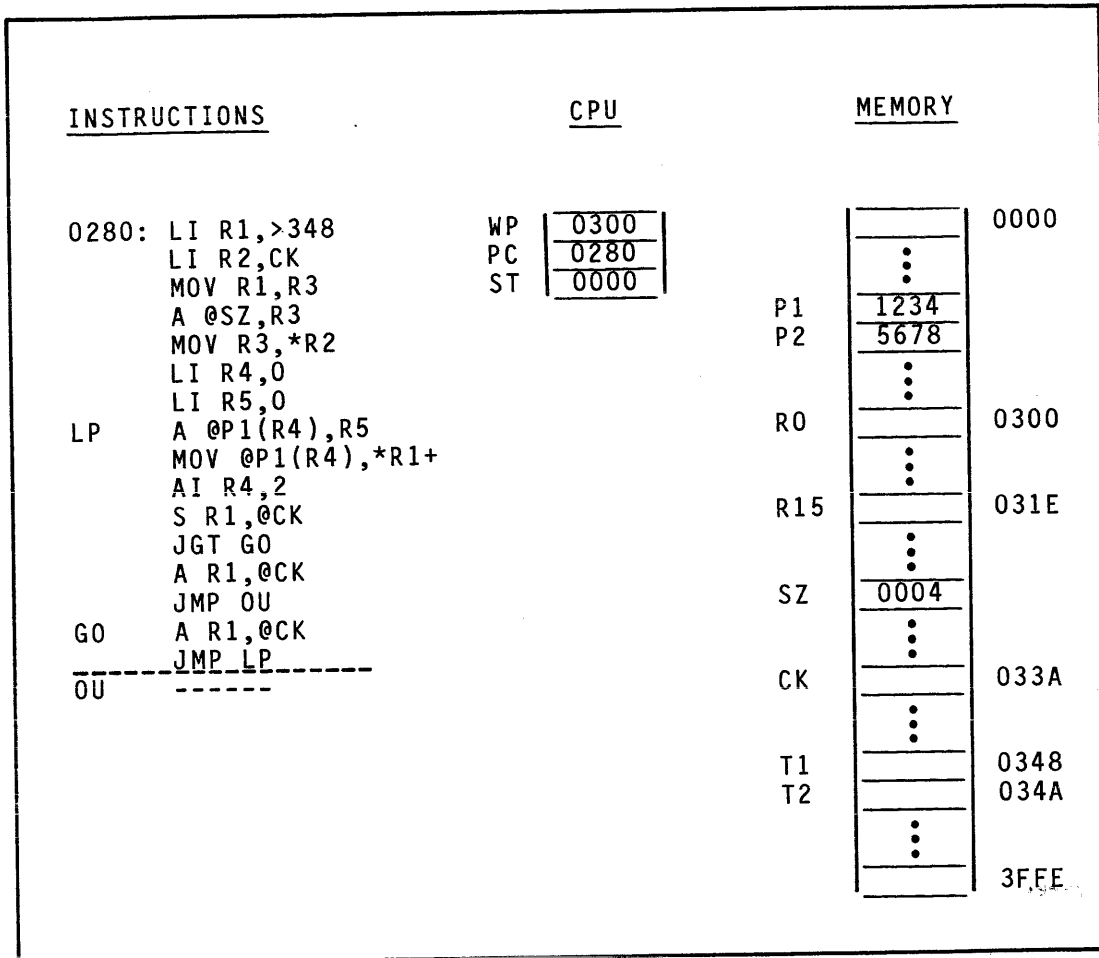 INSTRUCTIONS CPU MEMORY
0280: LI R1,>348 WP 0300 0000
LI R2,CK PC 0280
MOV R1,R3 ST 0000
A @SZ,R3 P1 1234
MOV R3,*R2 P2 5678
LI R4,0
LI R5,0
LP A @P1(R4),R5 R0 0300
MOV @P1(R4),*R1+
AI R4,2
S R1,@CK R15 031E
JGT GO
A R1,@CK
JMP OU SZ 0004
GO A R1,@CK
JMP LP
OU ------ CK 033A
T1 0348
T2 034A
3FFE